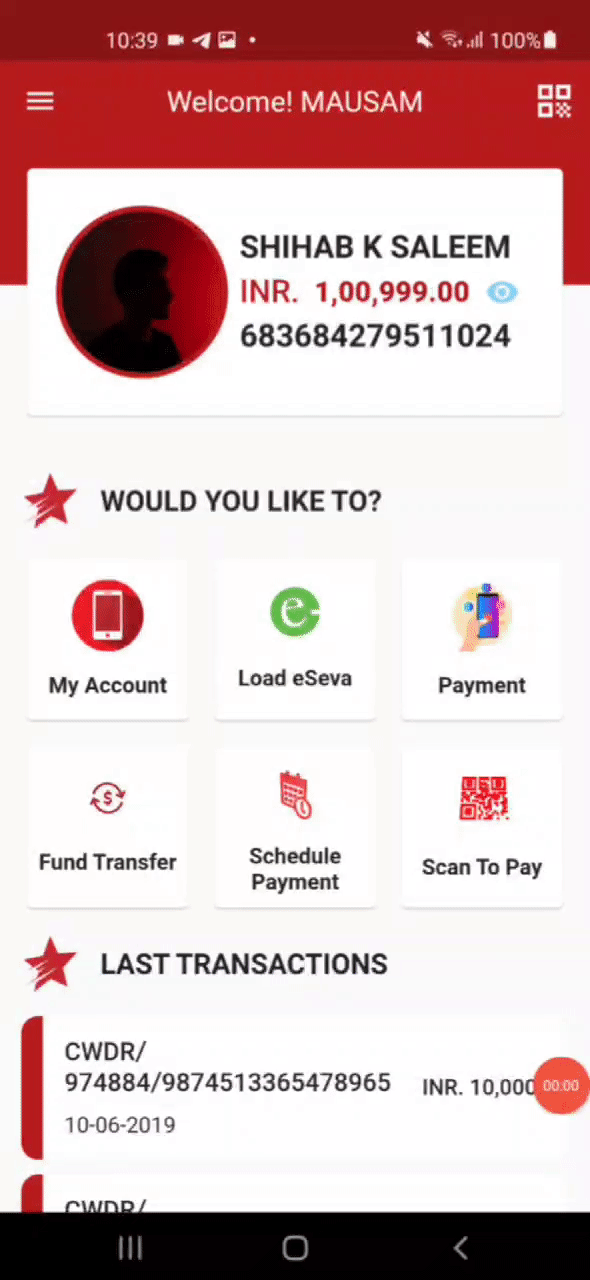 10:39
100%
Welcome! MAUSAM
SHIHAB K SALEEM
INR. 1,00,999.00
683684279511024
WOULD YOU LIKE TO?
My Account
Load eSeva
Payment
Fund Transfer
Schedule
Payment
Scan To Pay
LAST TRANSACTIONS
CWDR/
974884/9874513365478965
INR. 10,000
10-06-2019
00:00
CWDR/